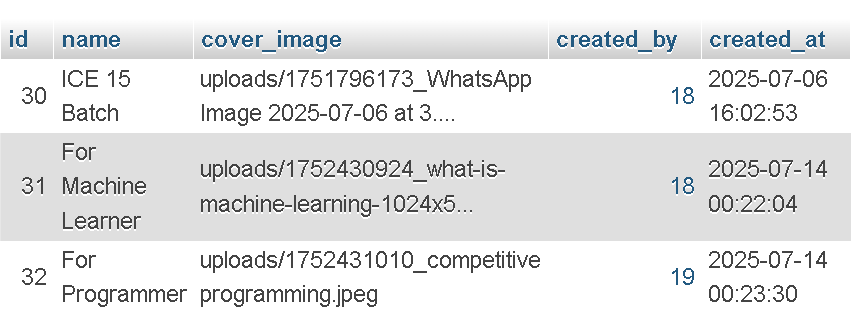 id name cover_image created_by created_at
30 ICE 15 Batch uploads/1751796173_WhatsApp Image 2025-07-06 at 3.... 18 2025-07-06 16:02:53
31 For Machine Learner uploads/1752430924_what-is-machine-learning-1024x5... 18 2025-07-14 00:22:04
32 For Programmer uploads/1752431010_competitive programming.jpeg 19 2025-07-14 00:23:30